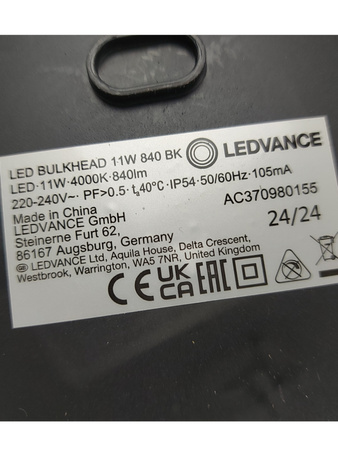 LED BULKHEAD 11W 840 BK LEDVANCE
LED·11W·4000K·840lm
220-240V~· PF>0.5· ta40°C·IP54·50/60Hz·105mA
Made in China AC370980155
LEDVANCE GmbH 24/24
Steinerne Furt 62,
86167 Augsburg, Germany
GB LEDVANCE Ltd, Aquila House, Delta Crescent,
Westbrook, Warrington, WA5 7NR, United Kingdom
CE UK CA